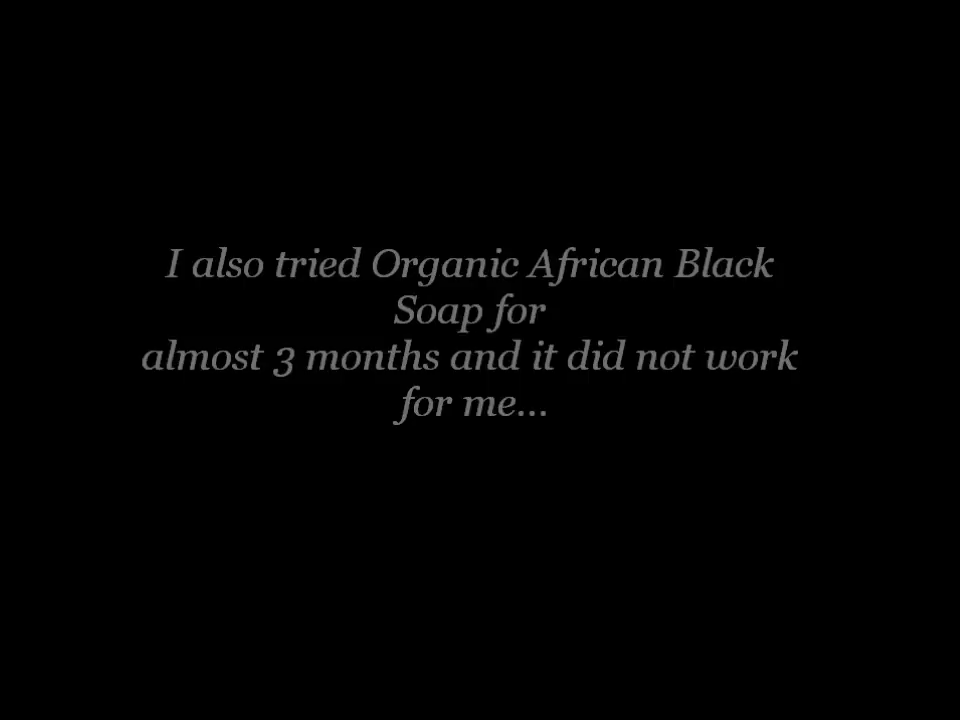 I also tried Organic African Black
Soap for
almost 3 months and it did not work
for me...